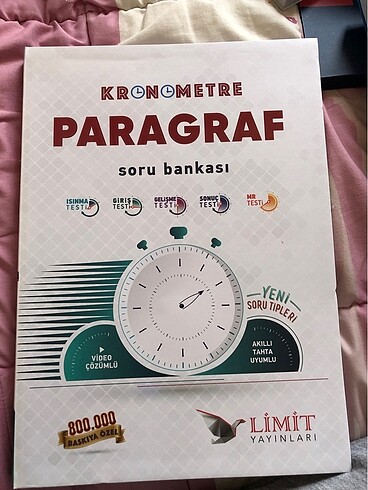 KRONOMETRE
PARAGRAF
soru bankası
ISINMA TESTİ
GİRİŞ TESTİ
GELİŞME TESTİ
SONUÇ TESTİ
MR TESTİ
YENİ
SORU TİPLERİ
VİDEO
ÇÖZÜMLÜ
AKILLI
TAHTA
UYUMLU
800.000
BASKIYA ÖZEL
LİMİT
YAYINLARI